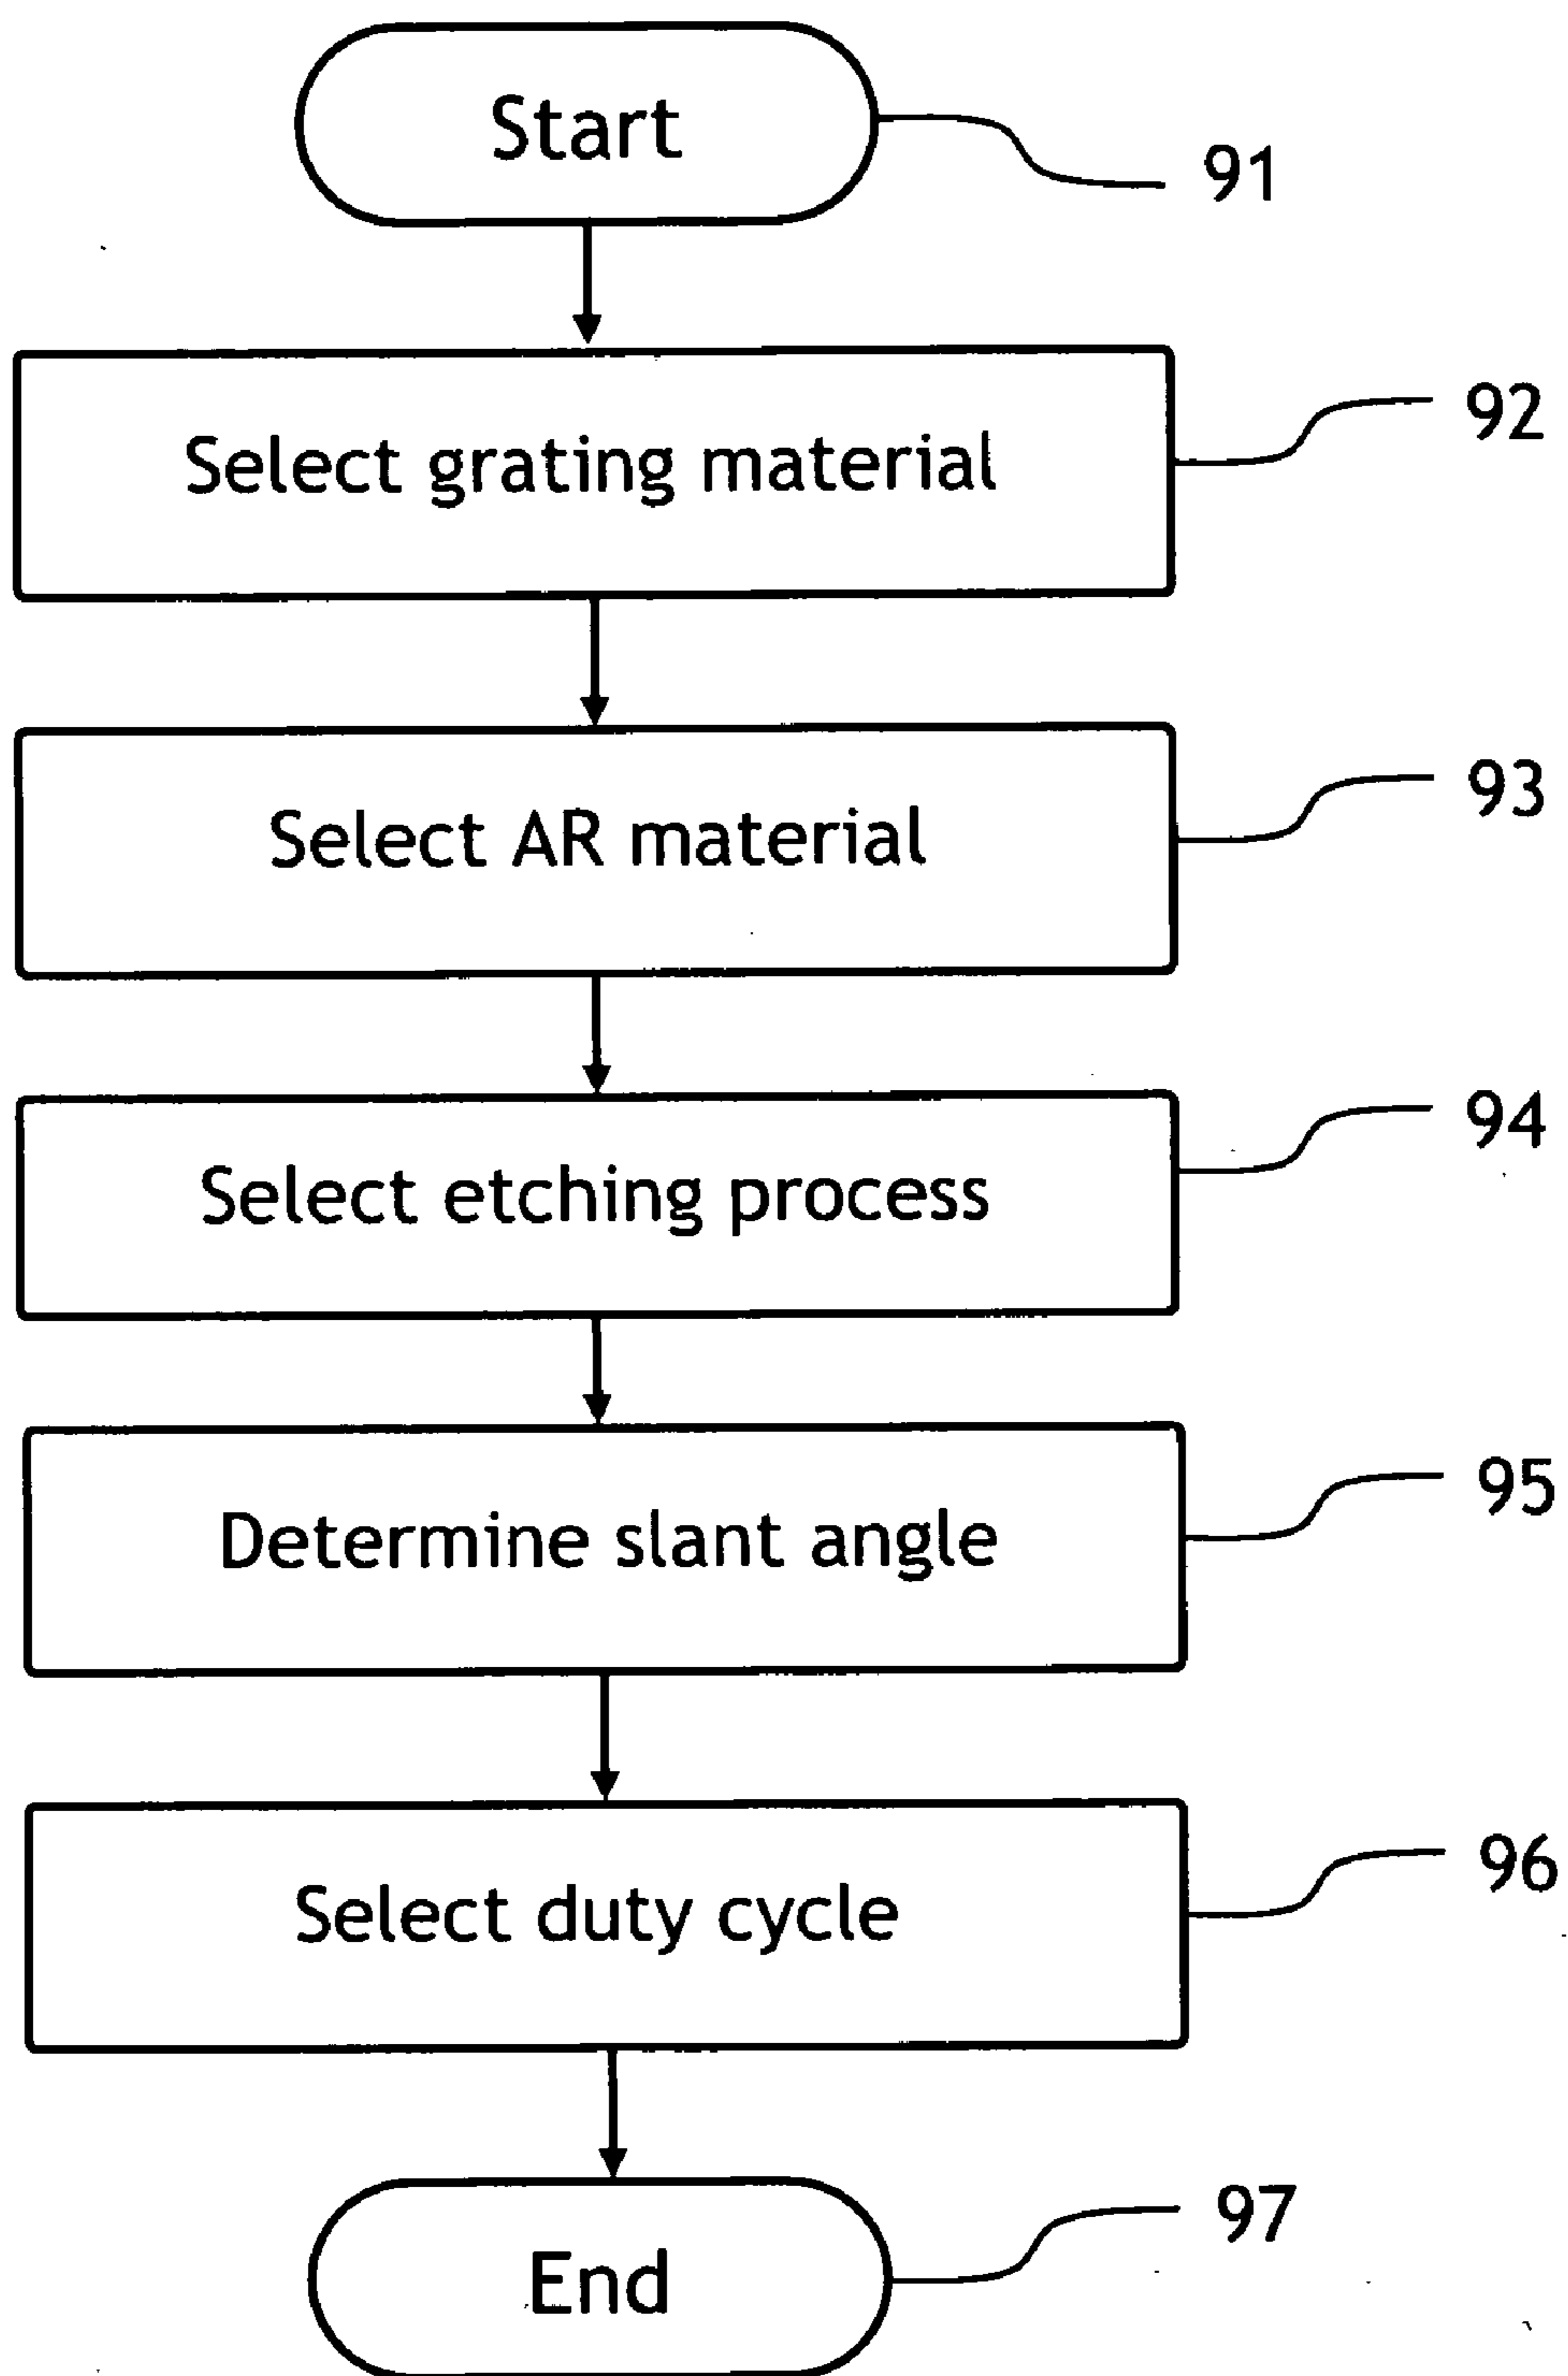 Start
91
Select grating material
92
Select AR material
93
Select etching process
94
Determine slant angle
95
Select duty cycle
96
End
97